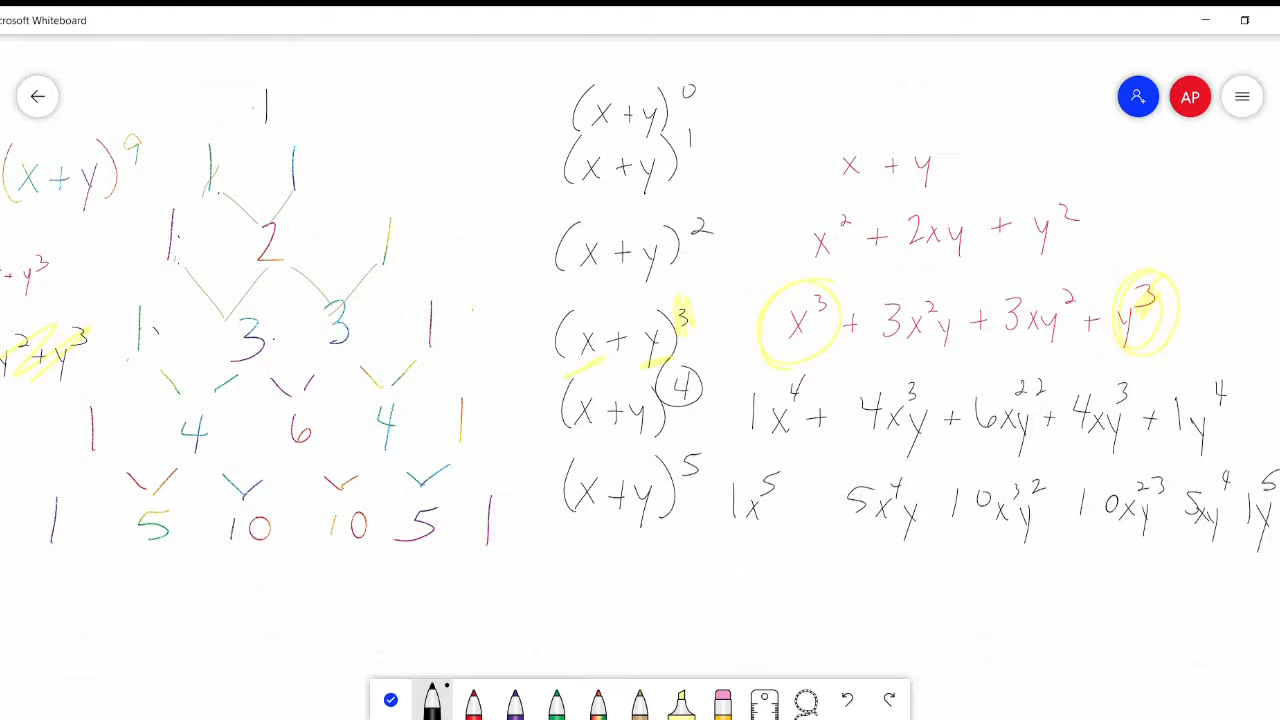 crosoft Whiteboard
AP
(x + y)^9
+ y^3
y^2 + y^3
1
1 1
1 2 1
1 3 3 1
1 4 6 4 1
1 5 10 10 5 1
(x + y)^0
(x + y)^1 x + y
(x + y)^2 x^2 + 2xy + y^2
(x + y)^3 x^3 + 3x^2y + 3xy^2 + y^3
(x + y)^4 1x^4 + 4x^3y + 6x^2y^2 + 4xy^3 + 1y^4
(x + y)^5 1x^5 5x^4y 10x^3y^2 10x^2y^3 5xy^4 1y^5